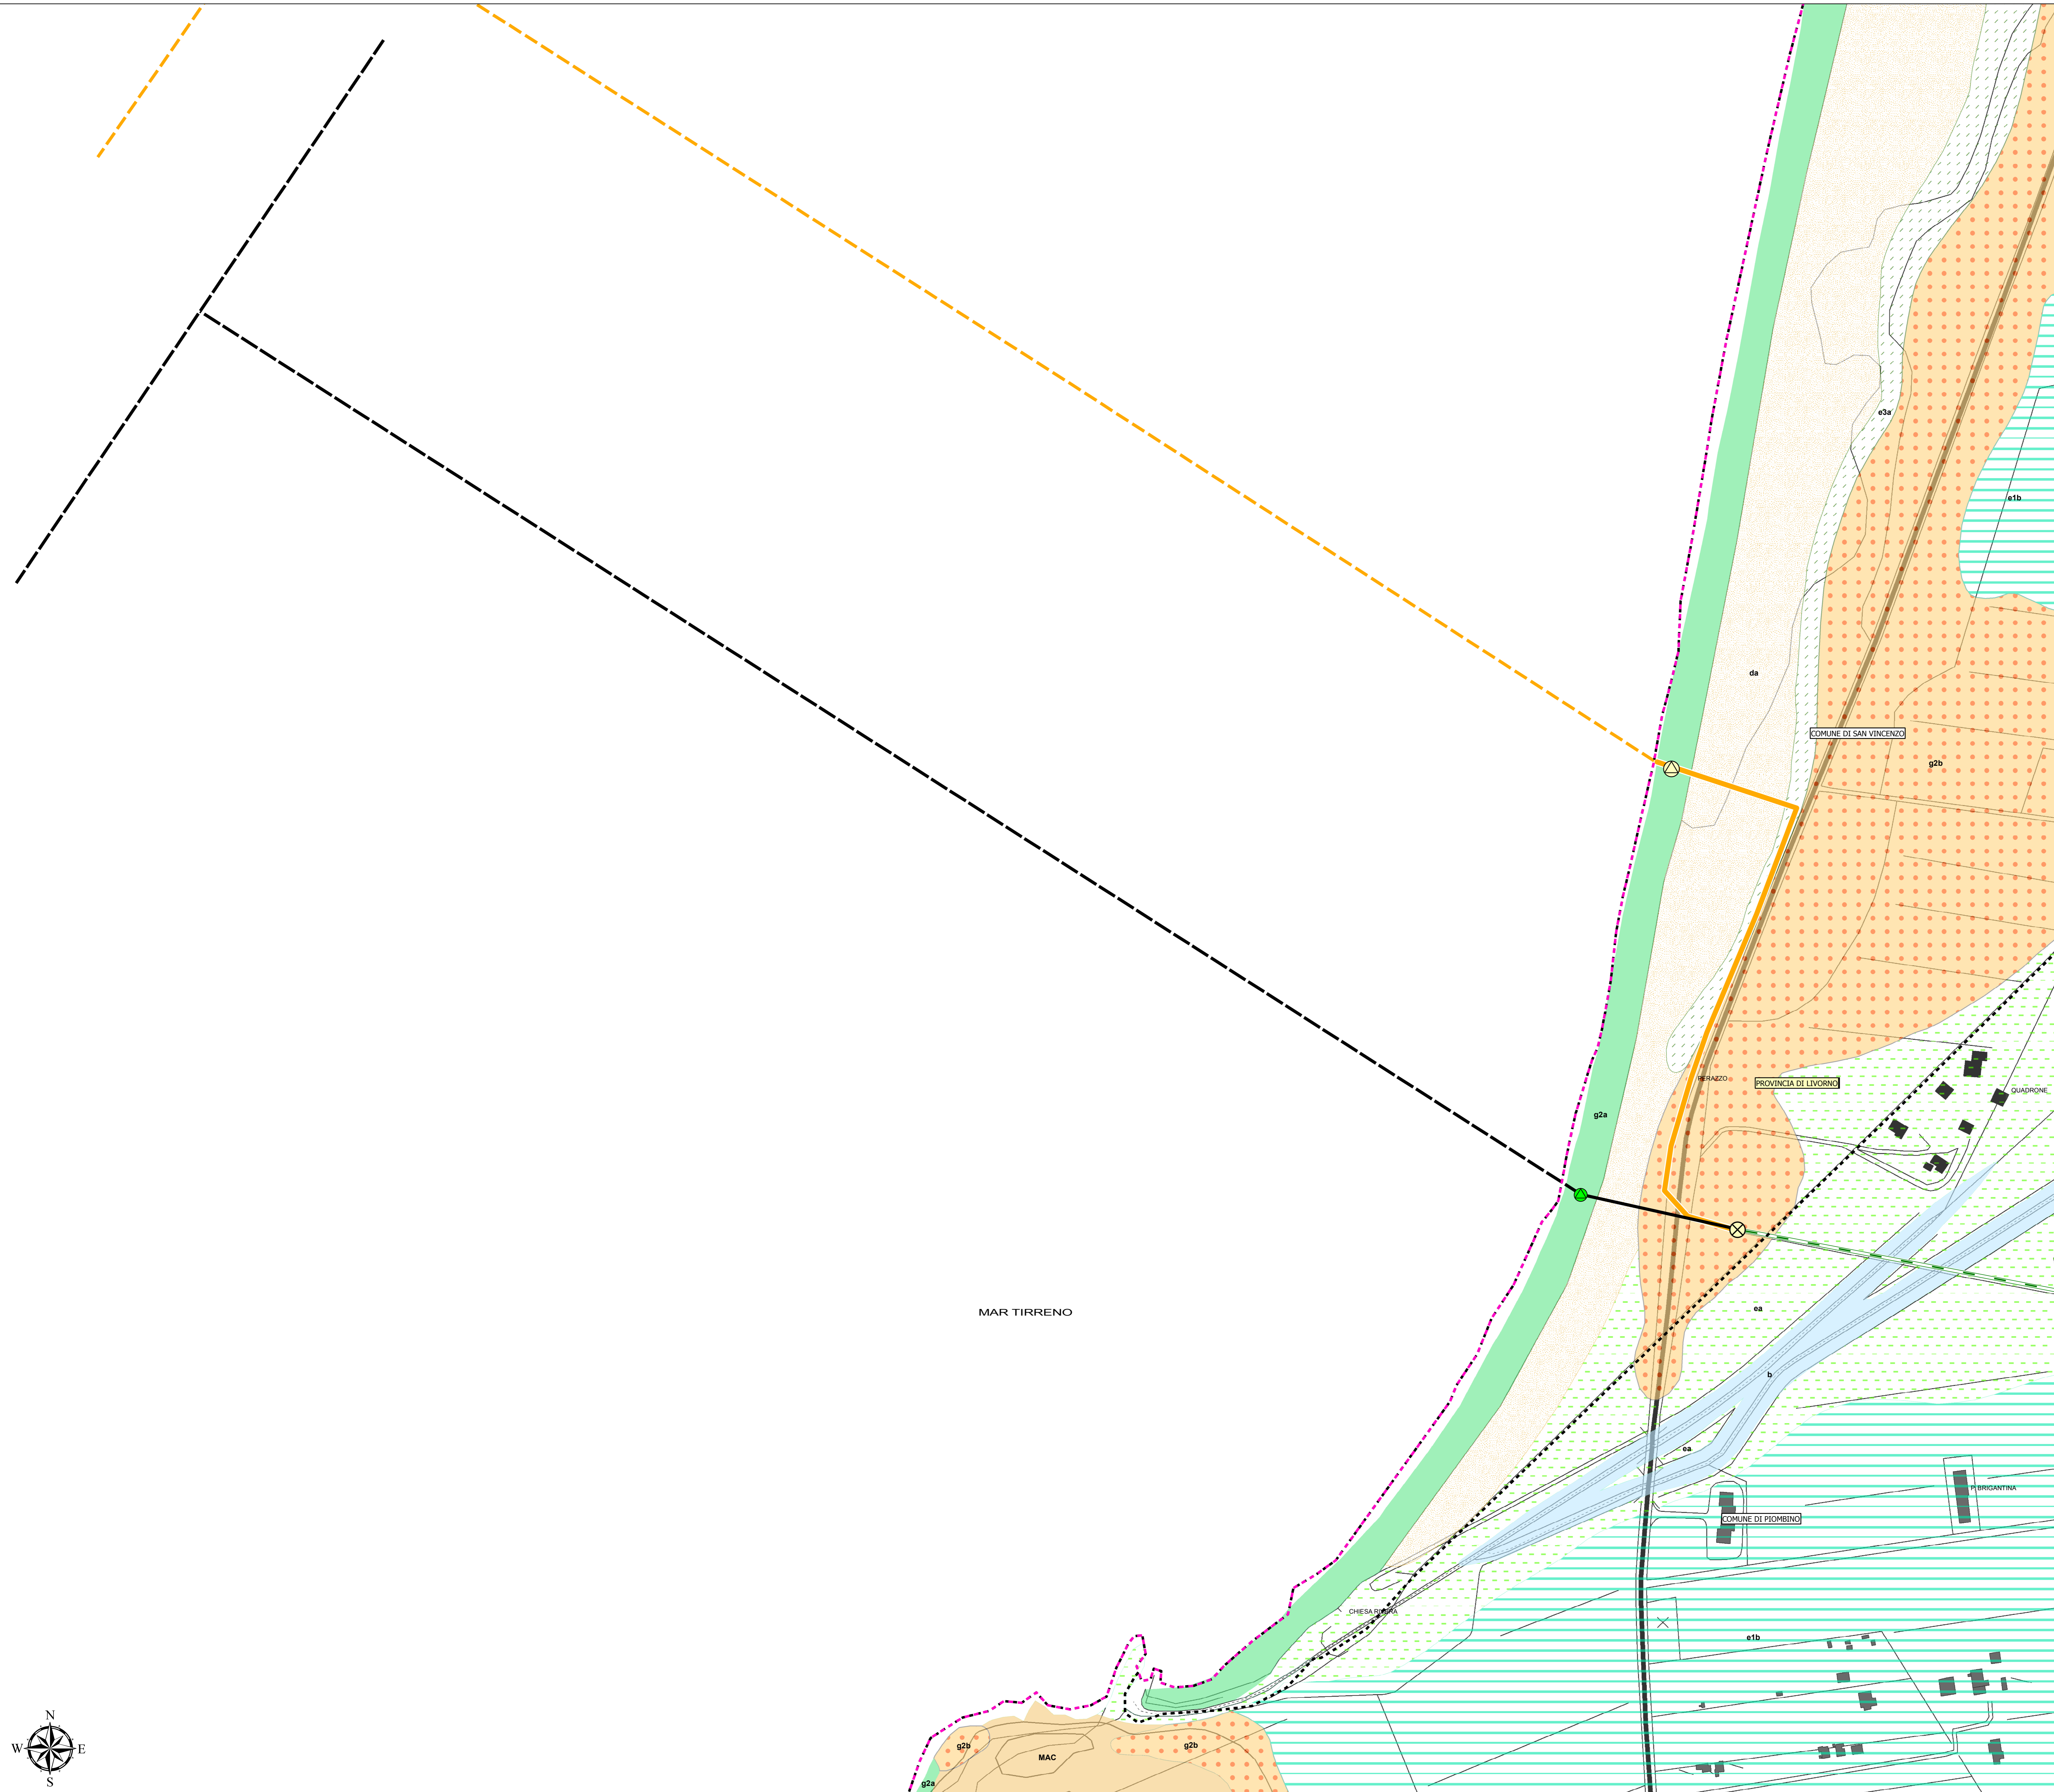 e3a
e1b
da
COMUNE DI SAN VINCENZO
g2b
PERAZZO
PROVINCIA DI LIVORNO
QUADRONE
g2a
MAR TIRRENO
ea
b
ea
P. BRIGANTINA
COMUNE DI PIOMBINO
CHIESA
e1b
N
W E
S
g2b
g2b
MAC
g2a